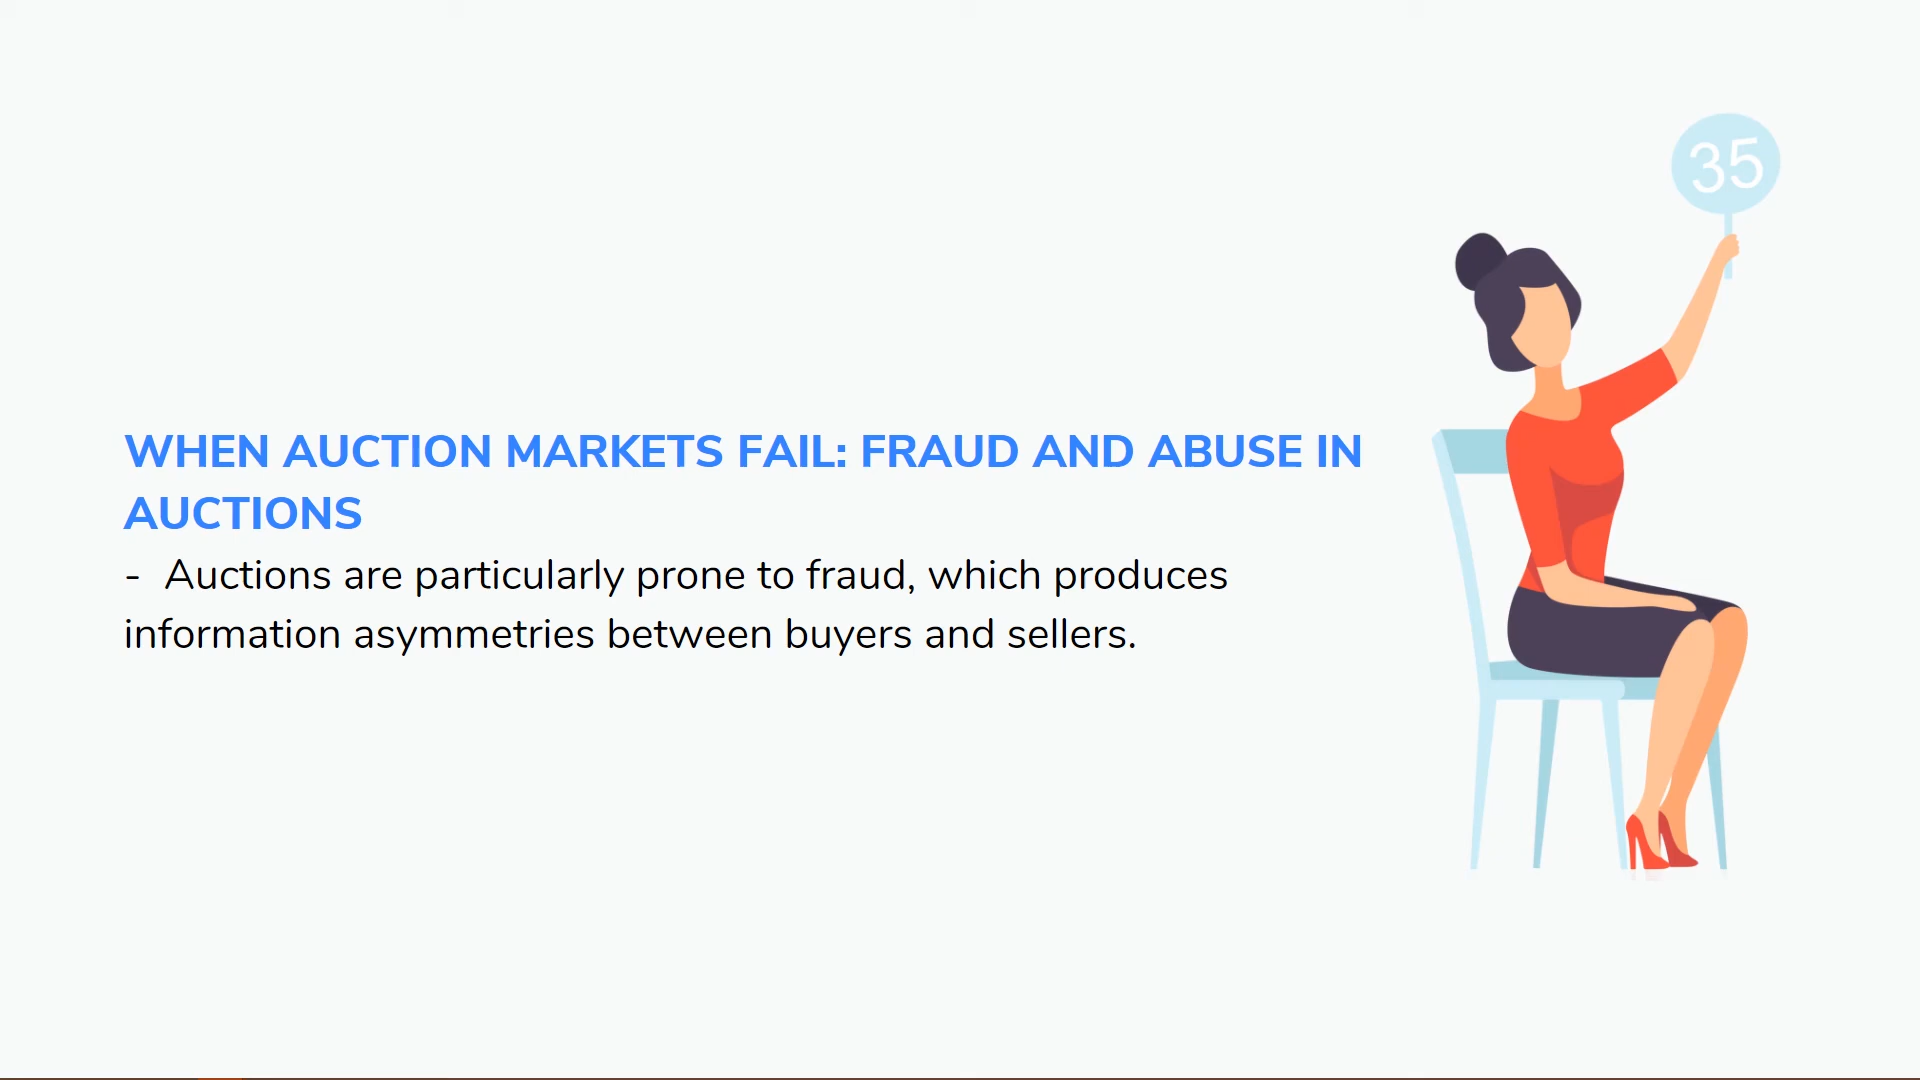 35
WHEN AUCTION MARKETS FAIL: FRAUD AND ABUSE IN
AUCTIONS
- Auctions are particularly prone to fraud, which produces
information asymmetries between buyers and sellers.